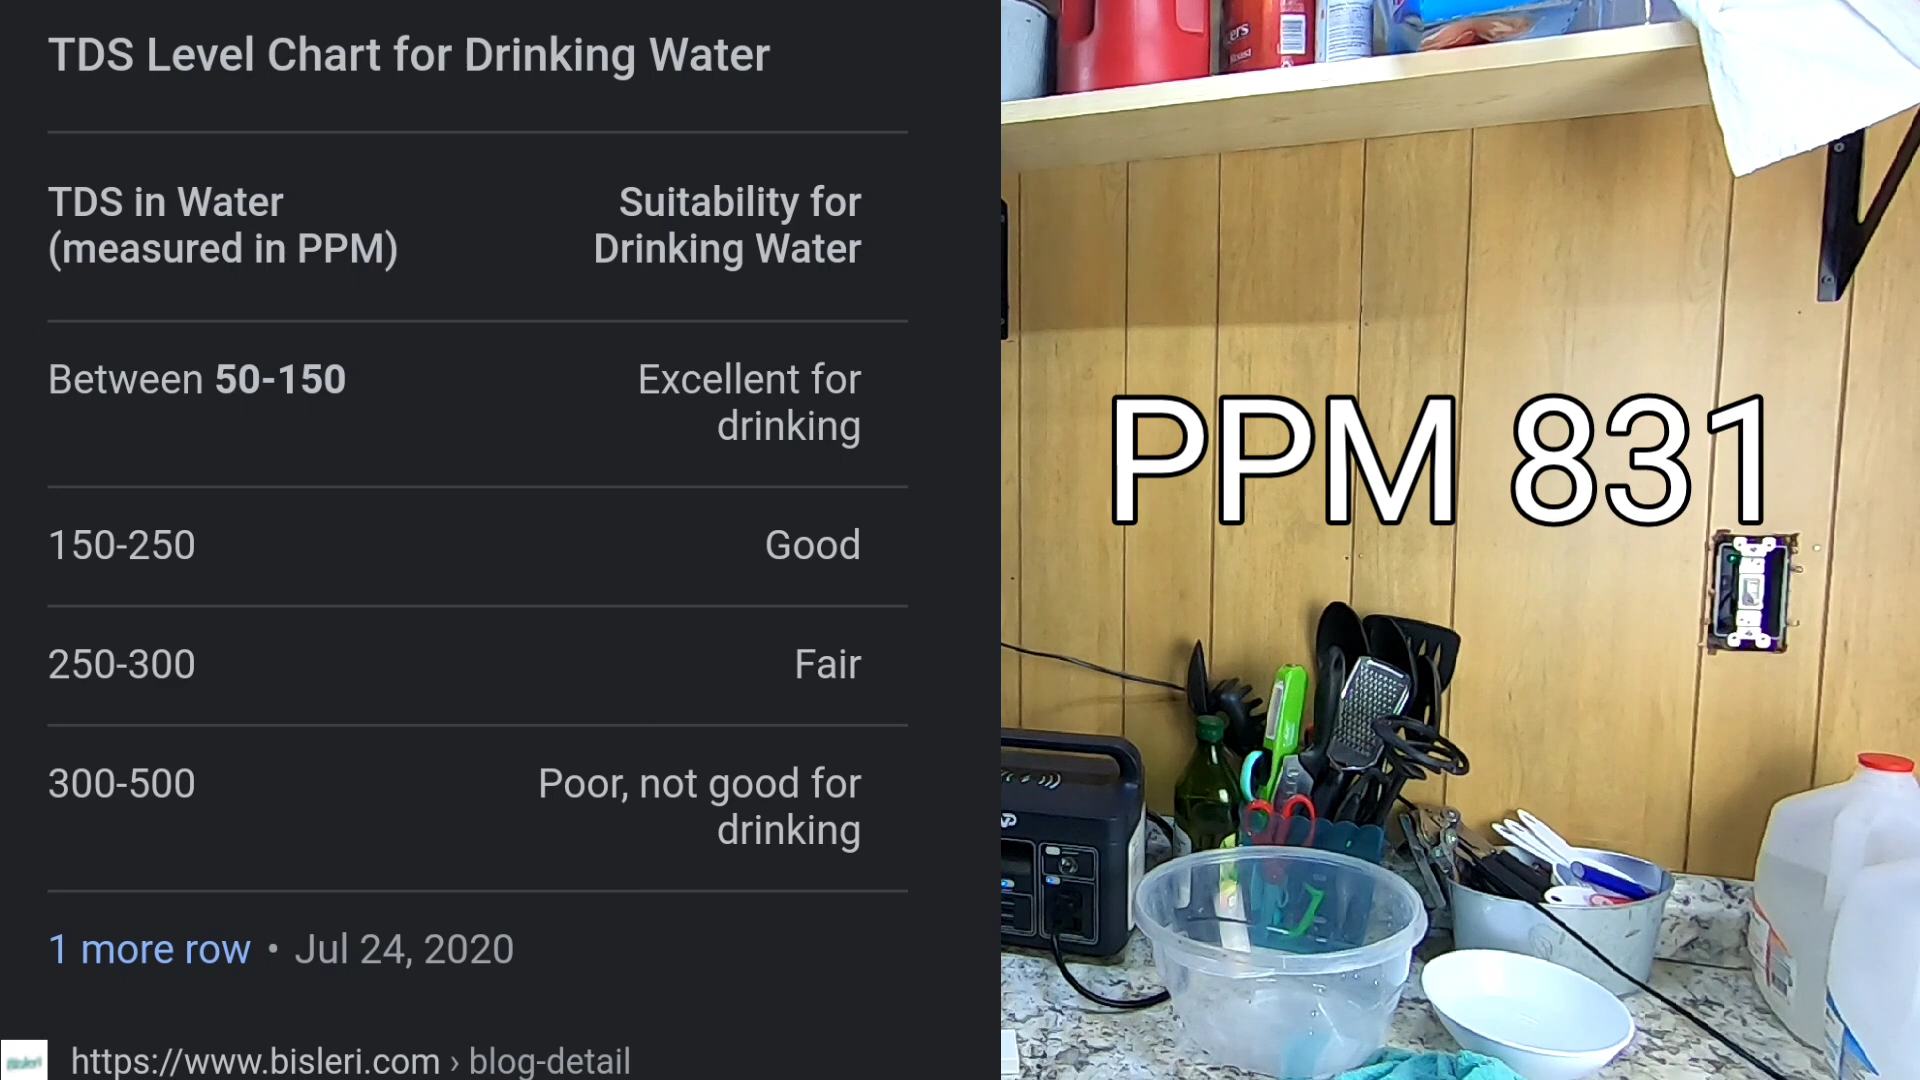 TDS Level Chart for Drinking Water
TDS in Water
(measured in PPM)
Suitability for
Drinking Water
Between 50-150
Excellent for
drinking
150-250
Good
250-300
Fair
300-500
Poor, not good for
drinking
1 more row • Jul 24, 2020
https://www.bisleri.com › blog-detail
PPM 831